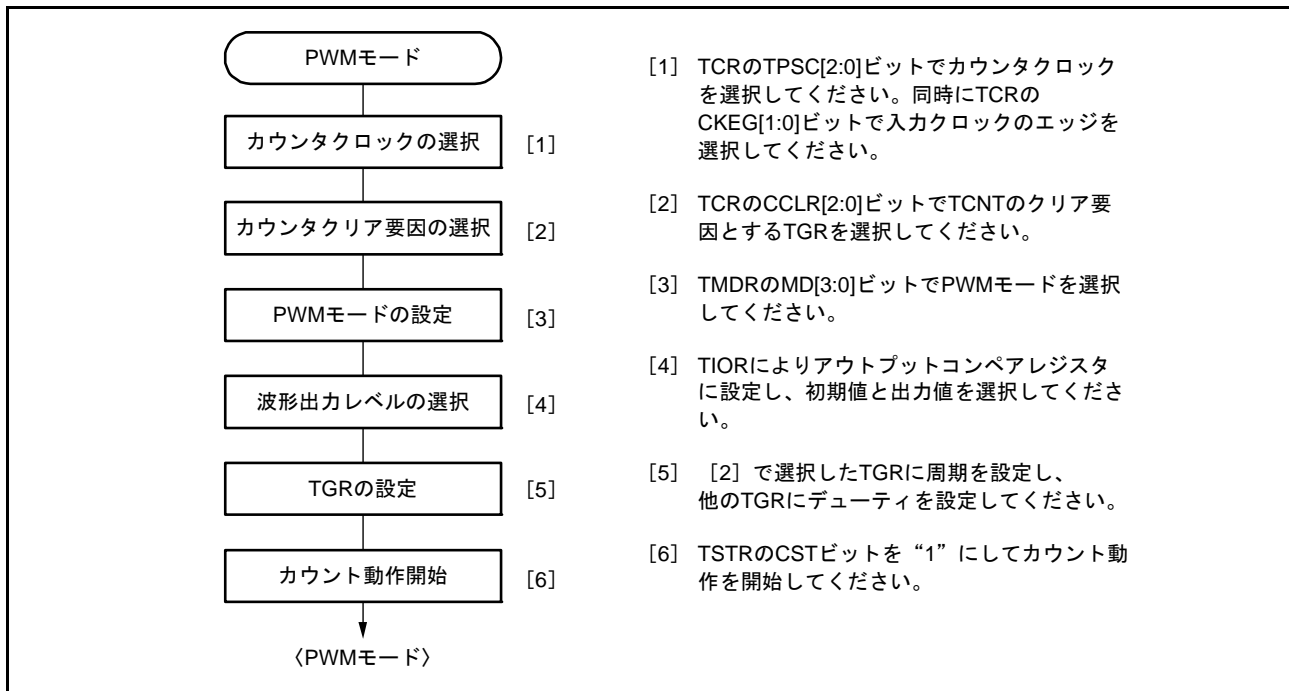 PWMモード
カウンタクロックの選択 [1]
カウンタクリア要因の選択 [2]
PWMモードの設定 [3]
波形出力レベルの選択 [4]
TGRの設定 [5]
カウント動作開始 [6]
〈PWMモード〉
[1] TCRのTPSC[2:0]ビットでカウンタクロック
を選択してください。同時にTCRの
CKEG[1:0]ビットで入力クロックのエッジを
選択してください。
[2] TCRのCCLR[2:0]ビットでTCNTのクリア要
因とするTGRを選択してください。
[3] TMDRのMD[3:0]ビットでPWMモードを選択
してください。
[4] TIORによりアウトプットコンペアレジスタ
に設定し、初期値と出力値を選択してくださ
い。
[5] [2]で選択したTGRに周期を設定し、
他のTGRにデューティを設定してください。
[6] TSTRのCSTビットを“1”にしてカウント動
作を開始してください。